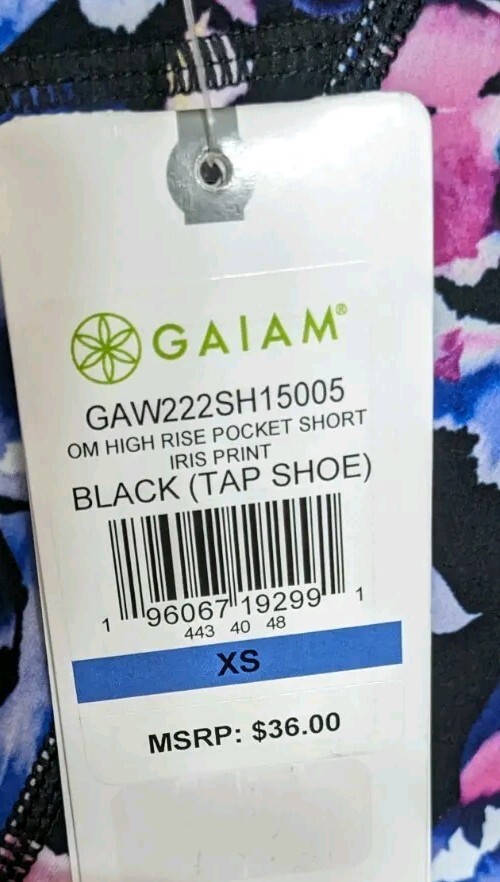 GAIAM®
GAW222SH15005
OM HIGH RISE POCKET SHORT
IRIS PRINT
BLACK (TAP SHOE)
1 96067 19299 1
443 40 48
XS
MSRP: $36.00